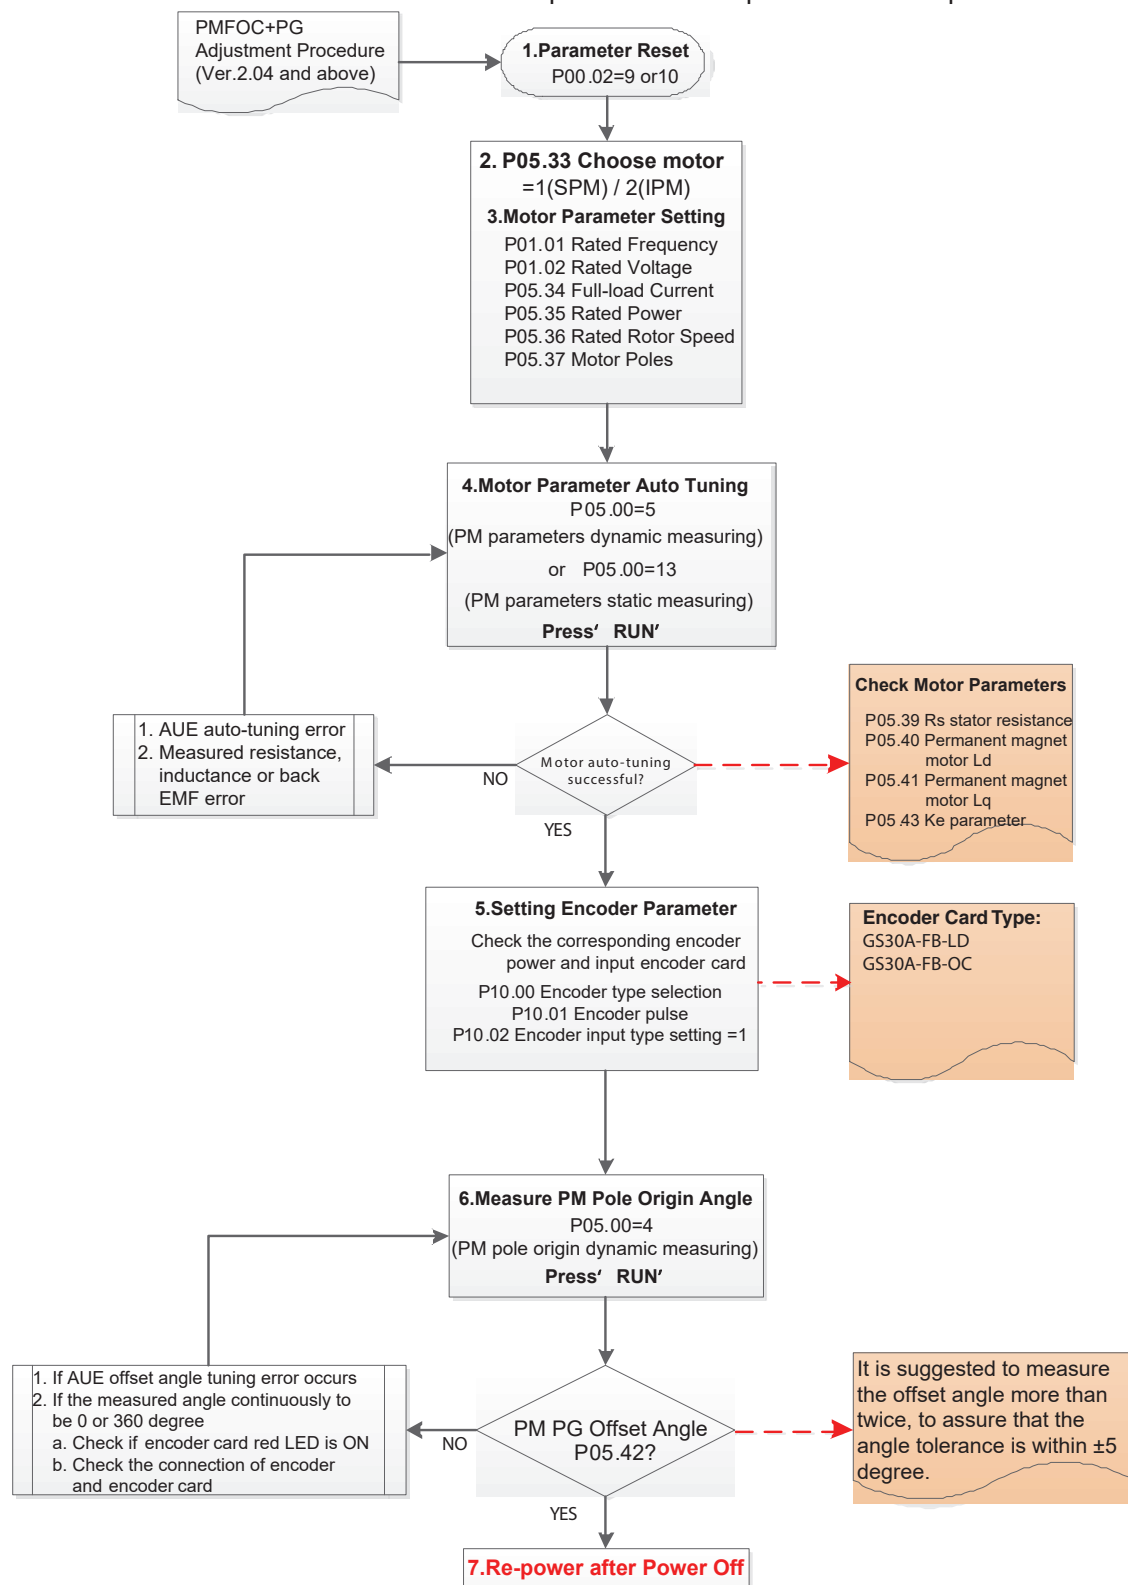 PMFOC+PG
Adjustment Procedure
(Ver.2.04 and above)
1.Parameter Reset
P00.02=9 or10
2. P05.33 Choose motor
=1(SPM) / 2(IPM)
3.Motor Parameter Setting
P01.01 Rated Frequency
P01.02 Rated Voltage
P05.34 Full-load Current
P05.35 Rated Power
P05.36 Rated Rotor Speed
P05.37 Motor Poles
4.Motor Parameter Auto Tuning
P05.00=5
(PM parameters dynamic measuring)
or P05.00=13
(PM parameters static measuring)
Press‘ RUN’
Motor auto-tuning
successful?
NO
YES
1. AUE auto-tuning error
2. Measured resistance,
inductance or back
EMF error
Check Motor Parameters
P05.39 Rs stator resistance
P05.40 Permanent magnet
motor Ld
P05.41 Permanent magnet
motor Lq
P05.43 Ke parameter
5.Setting Encoder Parameter
Check the corresponding encoder
power and input encoder card
P10.00 Encoder type selection
P10.01 Encoder pulse
P10.02 Encoder input type setting =1
Encoder Card Type:
GS30A-FB-LD
GS30A-FB-OC
6.Measure PM Pole Origin Angle
P05.00=4
(PM pole origin dynamic measuring)
Press‘ RUN’
1. If AUE offset angle tuning error occurs
2. If the measured angle continuously to
be 0 or 360 degree
a. Check if encoder card red LED is ON
b. Check the connection of encoder
and encoder card
NO
PM PG Offset Angle
P05.42?
YES
It is suggested to measure
the offset angle more than
twice, to assure that the
angle tolerance is within ±5
degree.
7.Re-power after Power Off